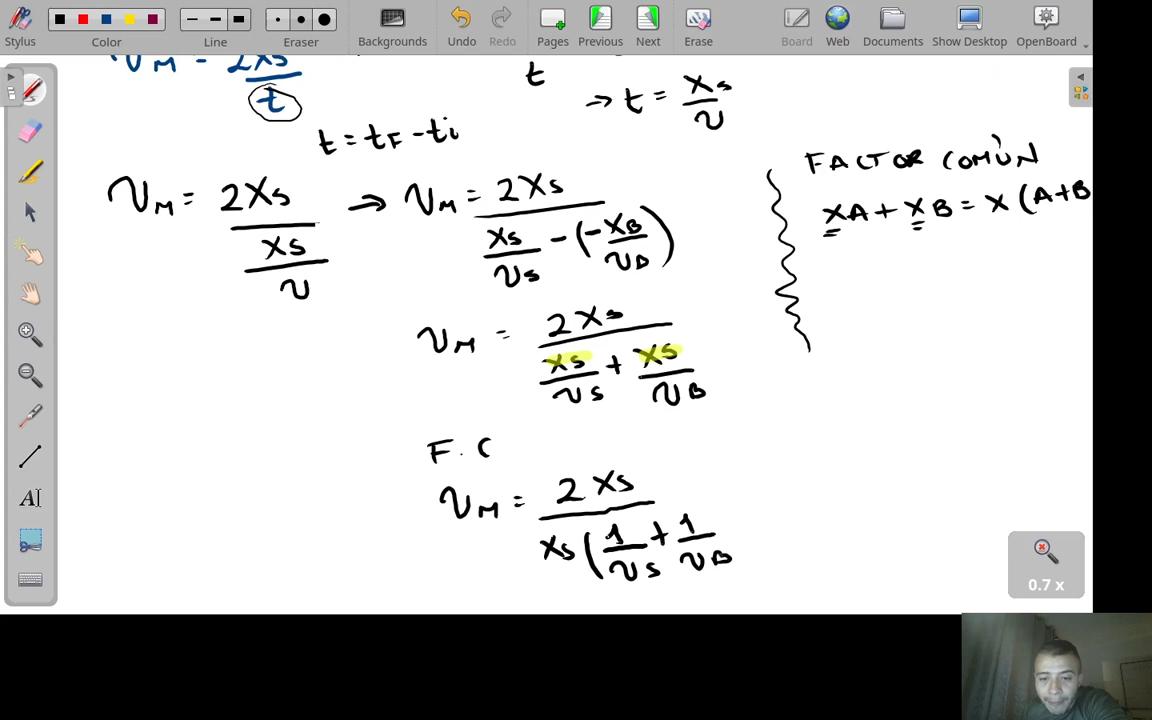 Stylus Color Line Eraser Backgrounds Undo Redo Pages Previous Next Erase Board Web Documents Show Desktop OpenBoard
VM = 2XS / t
t
→ t = XS / V
t = tF - ti
VM = 2XS / (XS / V) → VM = 2XS / (XS / VS - (-XB / VB))
FACTOR COMÚN
XA + XB = X (A+B
VM = 2XS / (XS / VS + XS / VB)
F. C
VM = 2XS / XS (1 / VS + 1 / VB
0.7 x